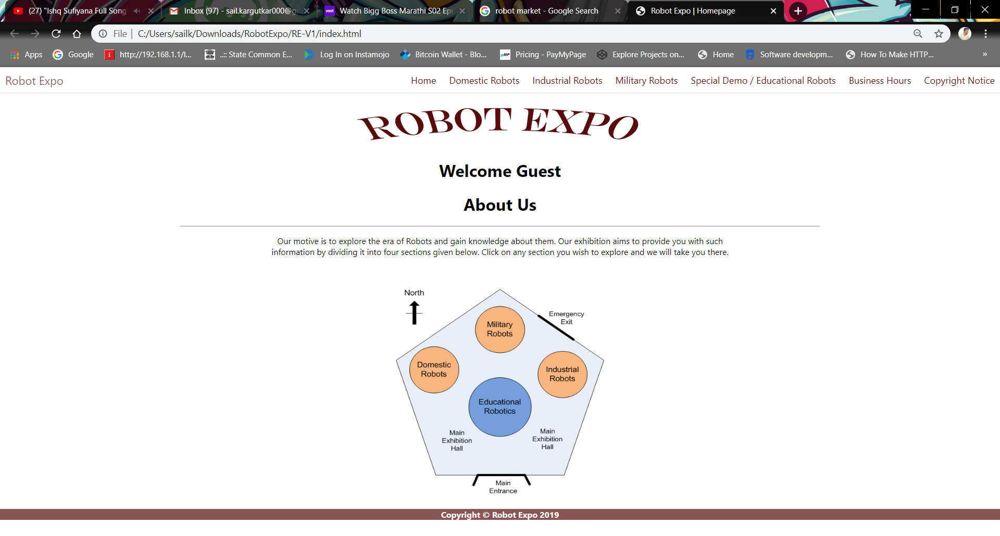 (27) "Ishq Sufiyana Full Song
Inbox (97) - sail.kargutkar000@g
Watch Bigg Boss Marathi S02 Epi
robot market - Google Search
Robot Expo | Homepage
File | C:/Users/sailk/Downloads/RobotExpo/RE-V1/index.html
Apps
Google
http://192.168.1.1/l...
..:: State Common E...
Log In on Instamojo
Bitcoin Wallet - Blo...
Pricing - PayMyPage
Explore Projects on...
Home
Software developm...
How To Make HTTP...
»
Robot Expo
Home
Domestic Robots
Industrial Robots
Military Robots
Special Demo / Educational Robots
Business Hours
Copyright Notice
ROBOT EXPO
Welcome Guest
About Us
Our motive is to explore the era of Robots and gain knowledge about them. Our exhibition aims to provide you with such
information by dividing it into four sections given below. Click on any section you wish to explore and we will take you there.
North
Emergency
Exit
Military
Robots
Domestic
Robots
Industrial
Robots
Educational
Robotics
Main
Exhibition
Hall
Main
Exhibition
Hall
Main
Entrance
Copyright © Robot Expo 2019